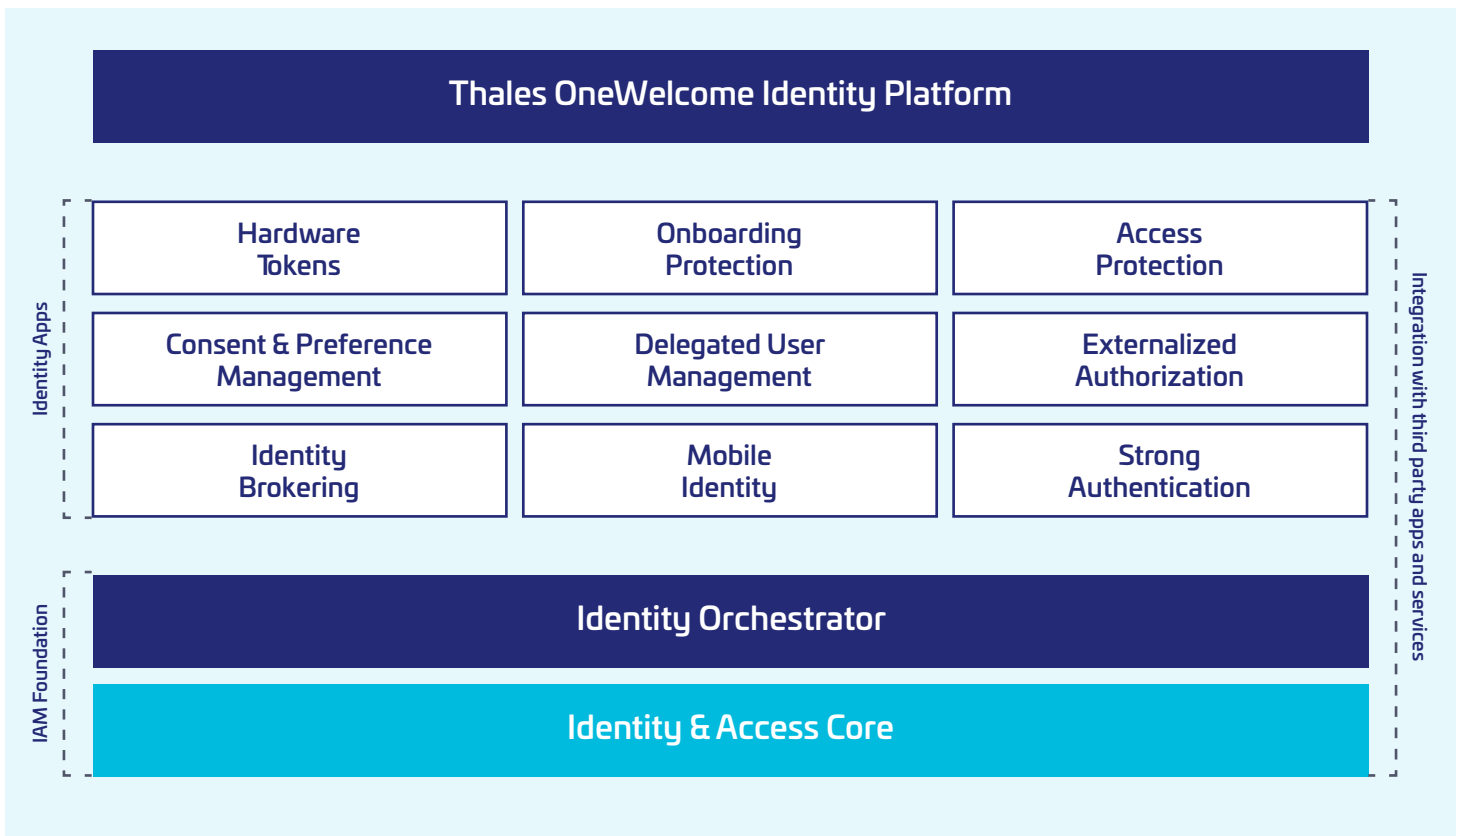 Thales OneWelcome Identity Platform
Identity Apps
Hardware
Tokens
Onboarding
Protection
Access
Protection
Consent & Preference
Management
Delegated User
Management
Externalized
Authorization
Identity
Brokering
Mobile
Identity
Strong
Authentication
Integration with third party apps and services
IAM Foundation
Identity Orchestrator
Identity & Access Core